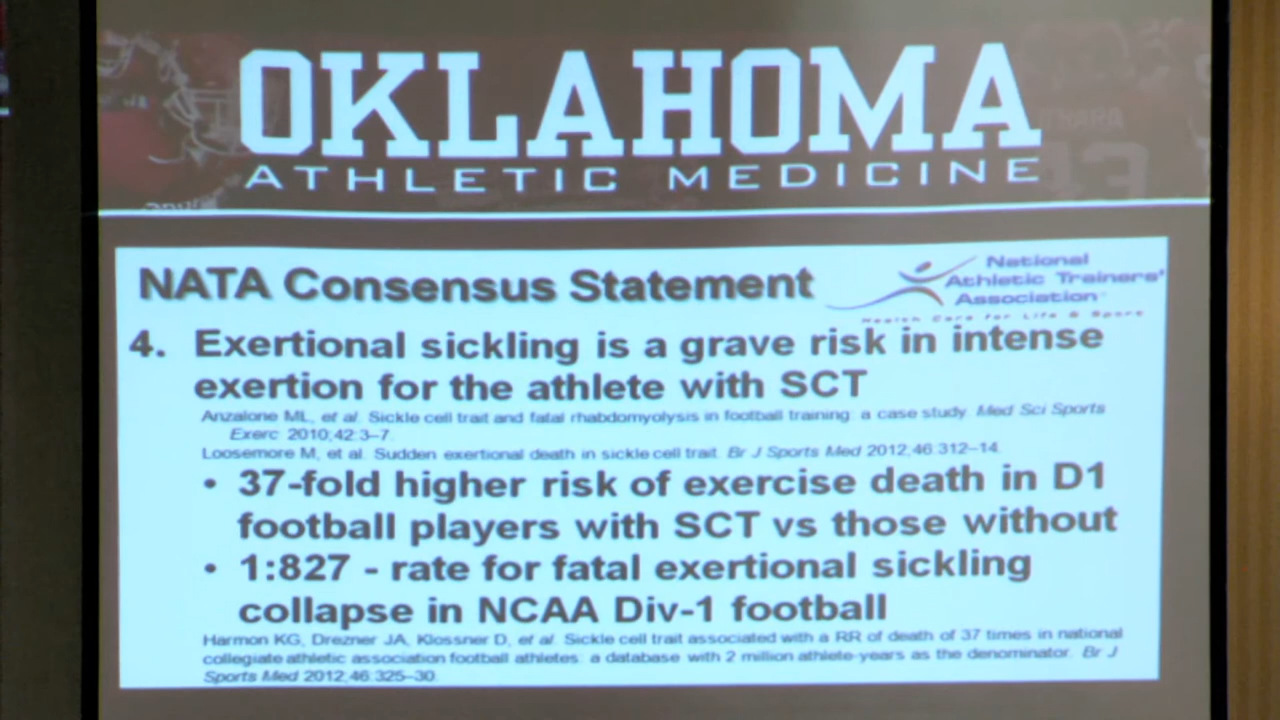 OKLAHOMA
ATHLETIC MEDICINE
NATA Consensus Statement
National
Athletic Trainers'
Association
Health Care for Life & Sport
4. Exertional sickling is a grave risk in intense
exertion for the athlete with SCT
Anzalone ML, et al. Sickle cell trait and fatal rhabdomyolysis in football training: a case study. Med Sci Sports
Exerc 2010;42:3–7.
Loosemore M, et al. Sudden exertional death in sickle cell trait. Br J Sports Med 2012;46:312–14.
• 37-fold higher risk of exercise death in D1
football players with SCT vs those without
• 1:827 - rate for fatal exertional sickling
collapse in NCAA Div-1 football
Harmon KG, Drezner JA, Klossner D, et al. Sickle cell trait associated with a RR of death of 37 times in national
collegiate athletic association football athletes: a database with 2 million athlete-years as the denominator. Br J
Sports Med 2012;46:325–30.